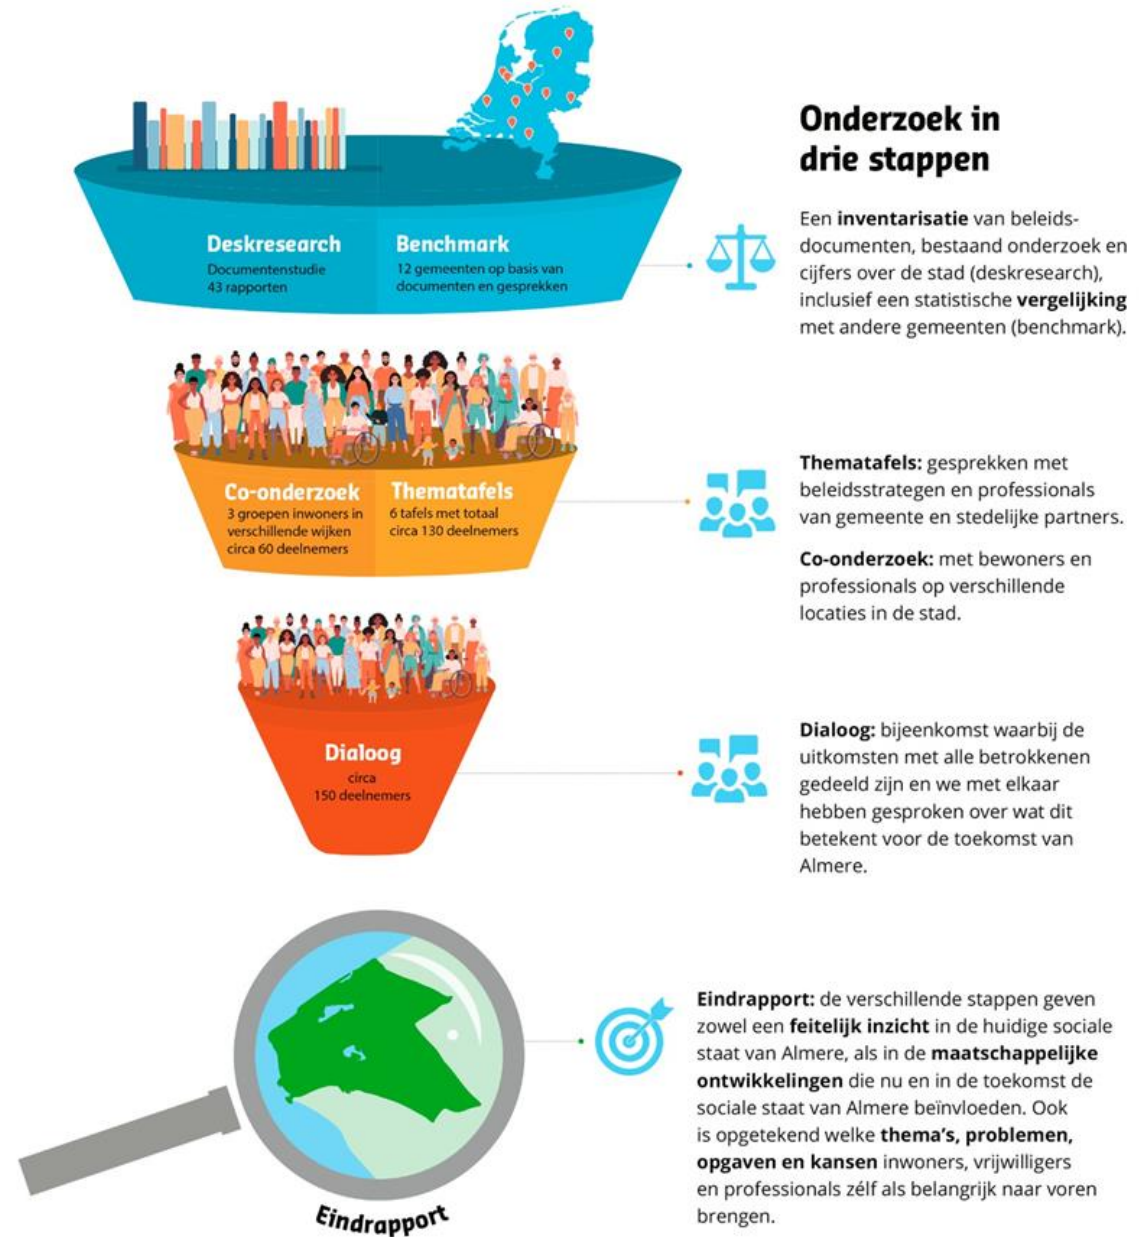 Onderzoek in
drie stappen
Deskresearch
Documentenstudie
43 rapporten
Benchmark
12 gemeenten op basis van
documenten en gesprekken
Een inventarisatie van beleids-
documenten, bestaand onderzoek en
cijfers over de stad (deskresearch),
inclusief een statistische vergelijking
met andere gemeenten (benchmark).
Co-onderzoek
3 groepen inwoners in
verschillende wijken
circa 60 deelnemers
Thematafels
6 tafels met totaal
circa 130 deelnemers
Thematafels: gesprekken met
beleidsstrategen en professionals
van gemeente en stedelijke partners.
Co-onderzoek: met bewoners en
professionals op verschillende
locaties in de stad.
Dialoog
circa
150 deelnemers
Dialoog: bijeenkomst waarbij de
uitkomsten met alle betrokkenen
gedeeld zijn en we met elkaar
hebben gesproken over wat dit
betekent voor de toekomst van
Almere.
Eindrapport
Eindrapport: de verschillende stappen geven
zowel een feitelijk inzicht in de huidige sociale
staat van Almere, als in de maatschappelijke
ontwikkelingen die nu en in de toekomst de
sociale staat van Almere beïnvloeden. Ook
is opgetekend welke thema's, problemen,
opgaven en kansen inwoners, vrijwilligers
en professionals zélf als belangrijk naar voren
brengen.